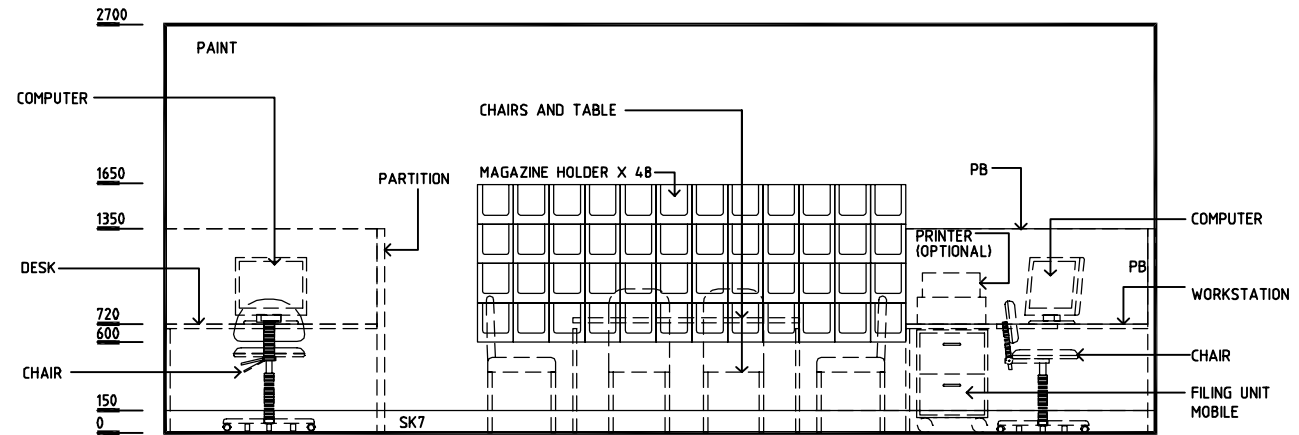 2700
PAINT
COMPUTER
CHAIRS AND TABLE
1650
MAGAZINE HOLDER X 48
PARTITION
PB
1350
COMPUTER
PRINTER
(OPTIONAL)
DESK
PB
WORKSTATION
720
600
CHAIR
CHAIR
FILING UNIT
MOBILE
150
SK7
0